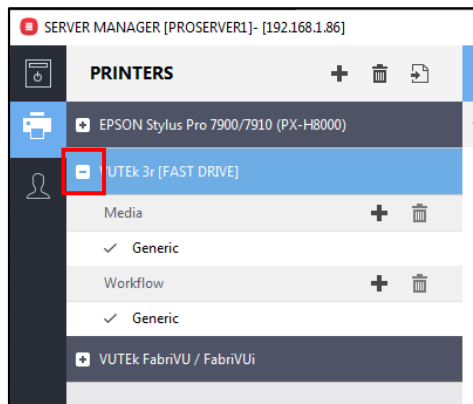 SERVER MANAGER [PROSERVER1]- [192.168.1.86]
PRINTERS
EPSON Stylus Pro 7900/7910 (PX-H8000)
VUTEk 3r [FAST DRIVE]
Media
Generic
Workflow
Generic
VUTEk FabriVU / FabriVUi